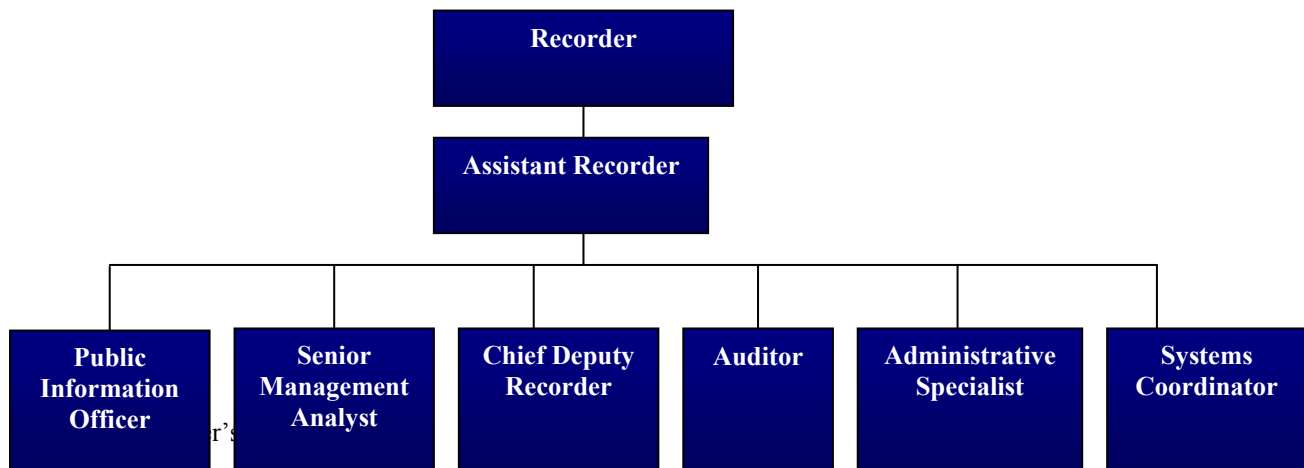 Recorder
Assistant Recorder
Public
Information
Officer
Senior
Management
Analyst
Chief Deputy
Recorder
Auditor
Administrative
Specialist
Systems
Coordinator